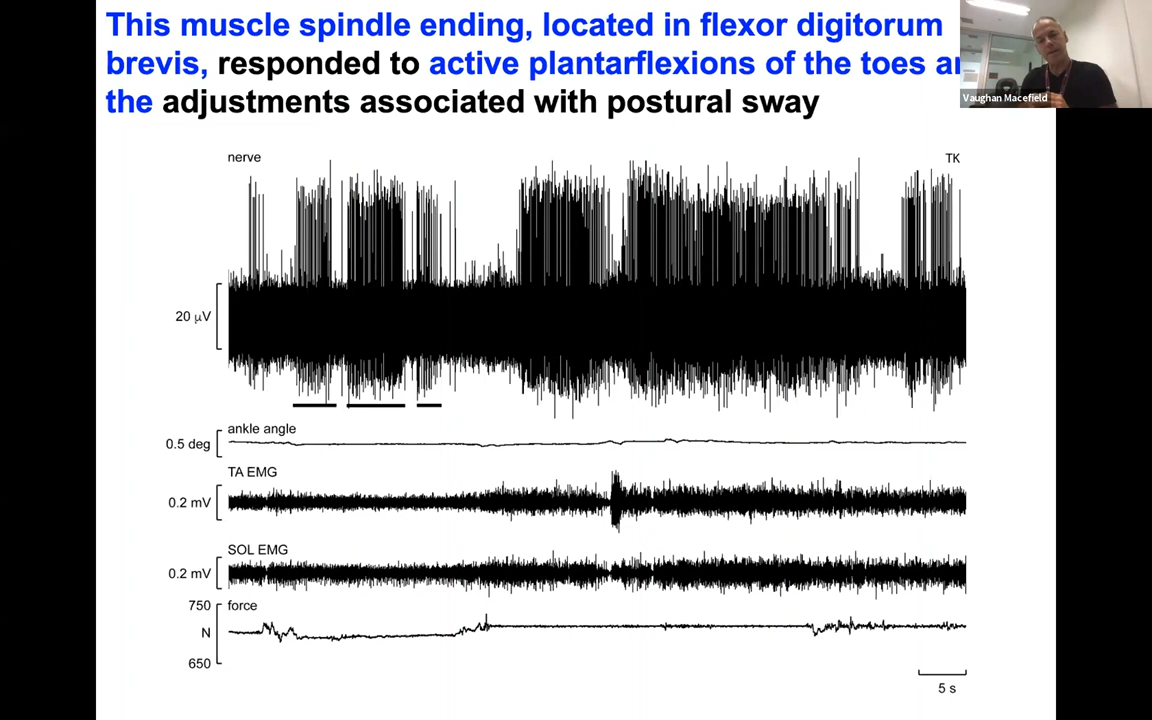 This muscle spindle ending, located in flexor digitorum
brevis, responded to active plantarflexions of the toes
the adjustments associated with postural sway
Vaughan Macefield
nerve
TK
20 µV
ankle angle
0.5 deg
TA EMG
0.2 mV
SOL EMG
0.2 mV
750
force
N
650
5 s